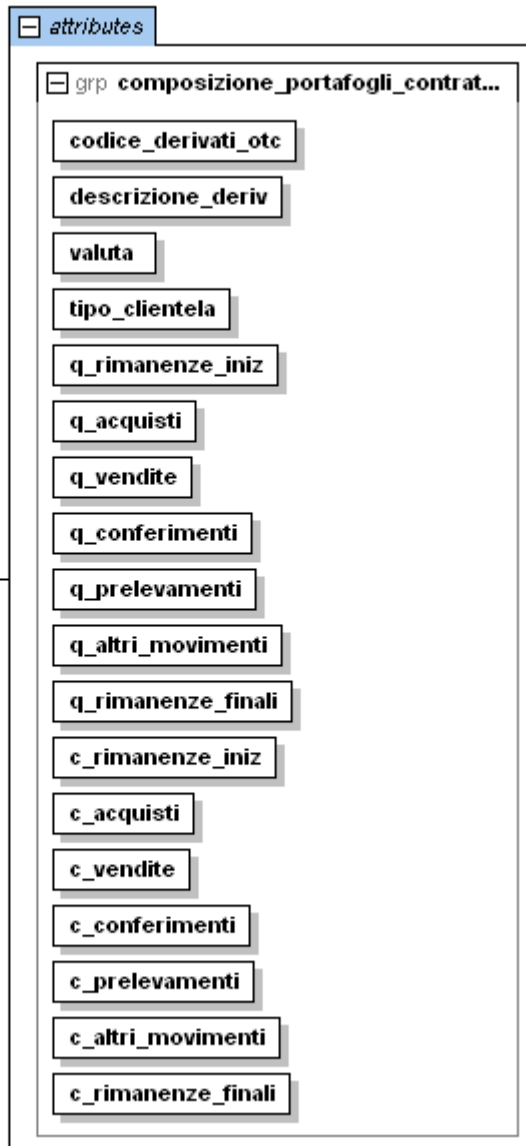 attributes
grp composizione_portafogli_contrat...
codice_derivati_otc
descrizione_deriv
valuta
tipo_clientela
q_rimanenze_iniz
q_acquisti
q_vendite
q_conferimenti
q_prelevamenti
q_altri_movimenti
q_rimanenze_finali
c_rimanenze_iniz
c_acquisti
c_vendite
c_conferimenti
c_prelevamenti
c_altri_movimenti
c_rimanenze_finali